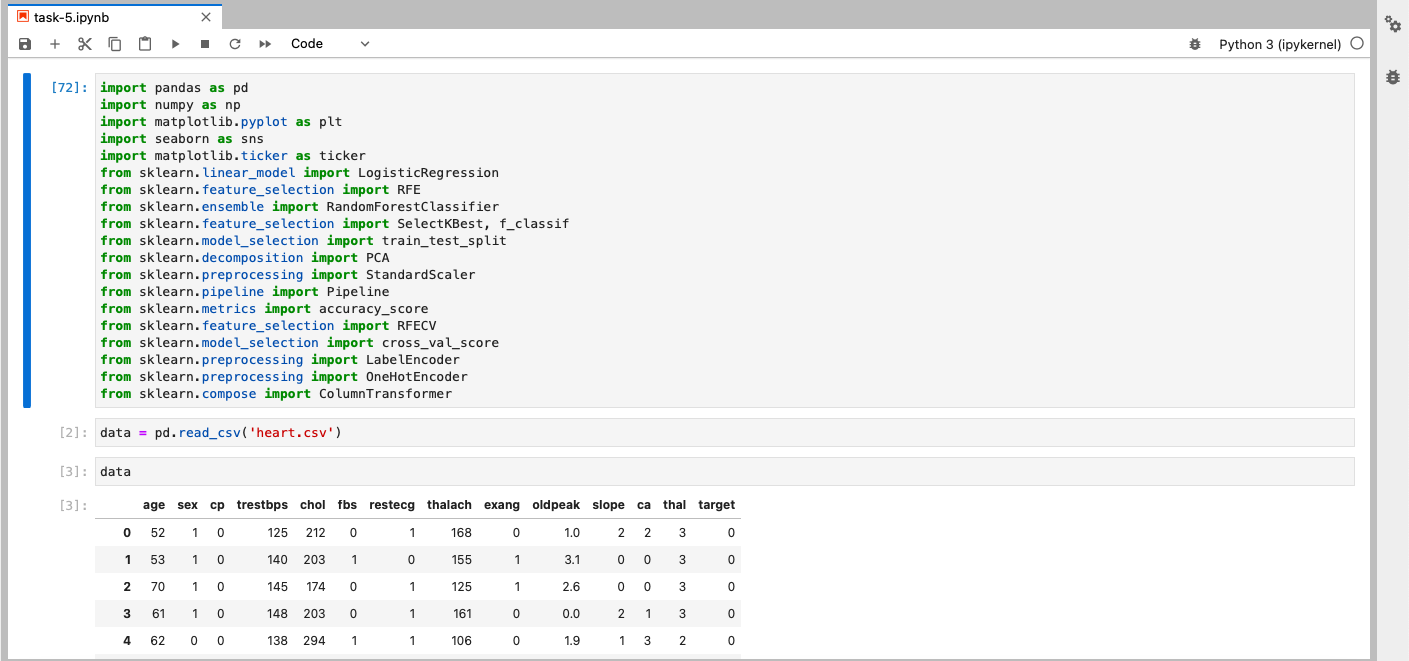 task-5.ipynb
Code
Python 3 (ipykernel)
[72]:
import pandas as pd
import numpy as np
import matplotlib.pyplot as plt
import seaborn as sns
import matplotlib.ticker as ticker
from sklearn.linear_model import LogisticRegression
from sklearn.feature_selection import RFE
from sklearn.ensemble import RandomForestClassifier
from sklearn.feature_selection import SelectKBest, f_classif
from sklearn.model_selection import train_test_split
from sklearn.decomposition import PCA
from sklearn.preprocessing import StandardScaler
from sklearn.pipeline import Pipeline
from sklearn.metrics import accuracy_score
from sklearn.feature_selection import RFECV
from sklearn.model_selection import cross_val_score
from sklearn.preprocessing import LabelEncoder
from sklearn.preprocessing import OneHotEncoder
from sklearn.compose import ColumnTransformer
[2]: data = pd.read_csv('heart.csv')
[3]: data
[3]: age sex cp trestbps chol fbs restecg thalach exang oldpeak slope ca thal target
0 52 1 0 125 212 0 1 168 0 1.0 2 2 3 0
1 53 1 0 140 203 1 0 155 1 3.1 0 0 3 0
2 70 1 0 145 174 0 1 125 1 2.6 0 0 3 0
3 61 1 0 148 203 0 1 161 0 0.0 2 1 3 0
4 62 0 0 138 294 1 1 106 0 1.9 1 3 2 0